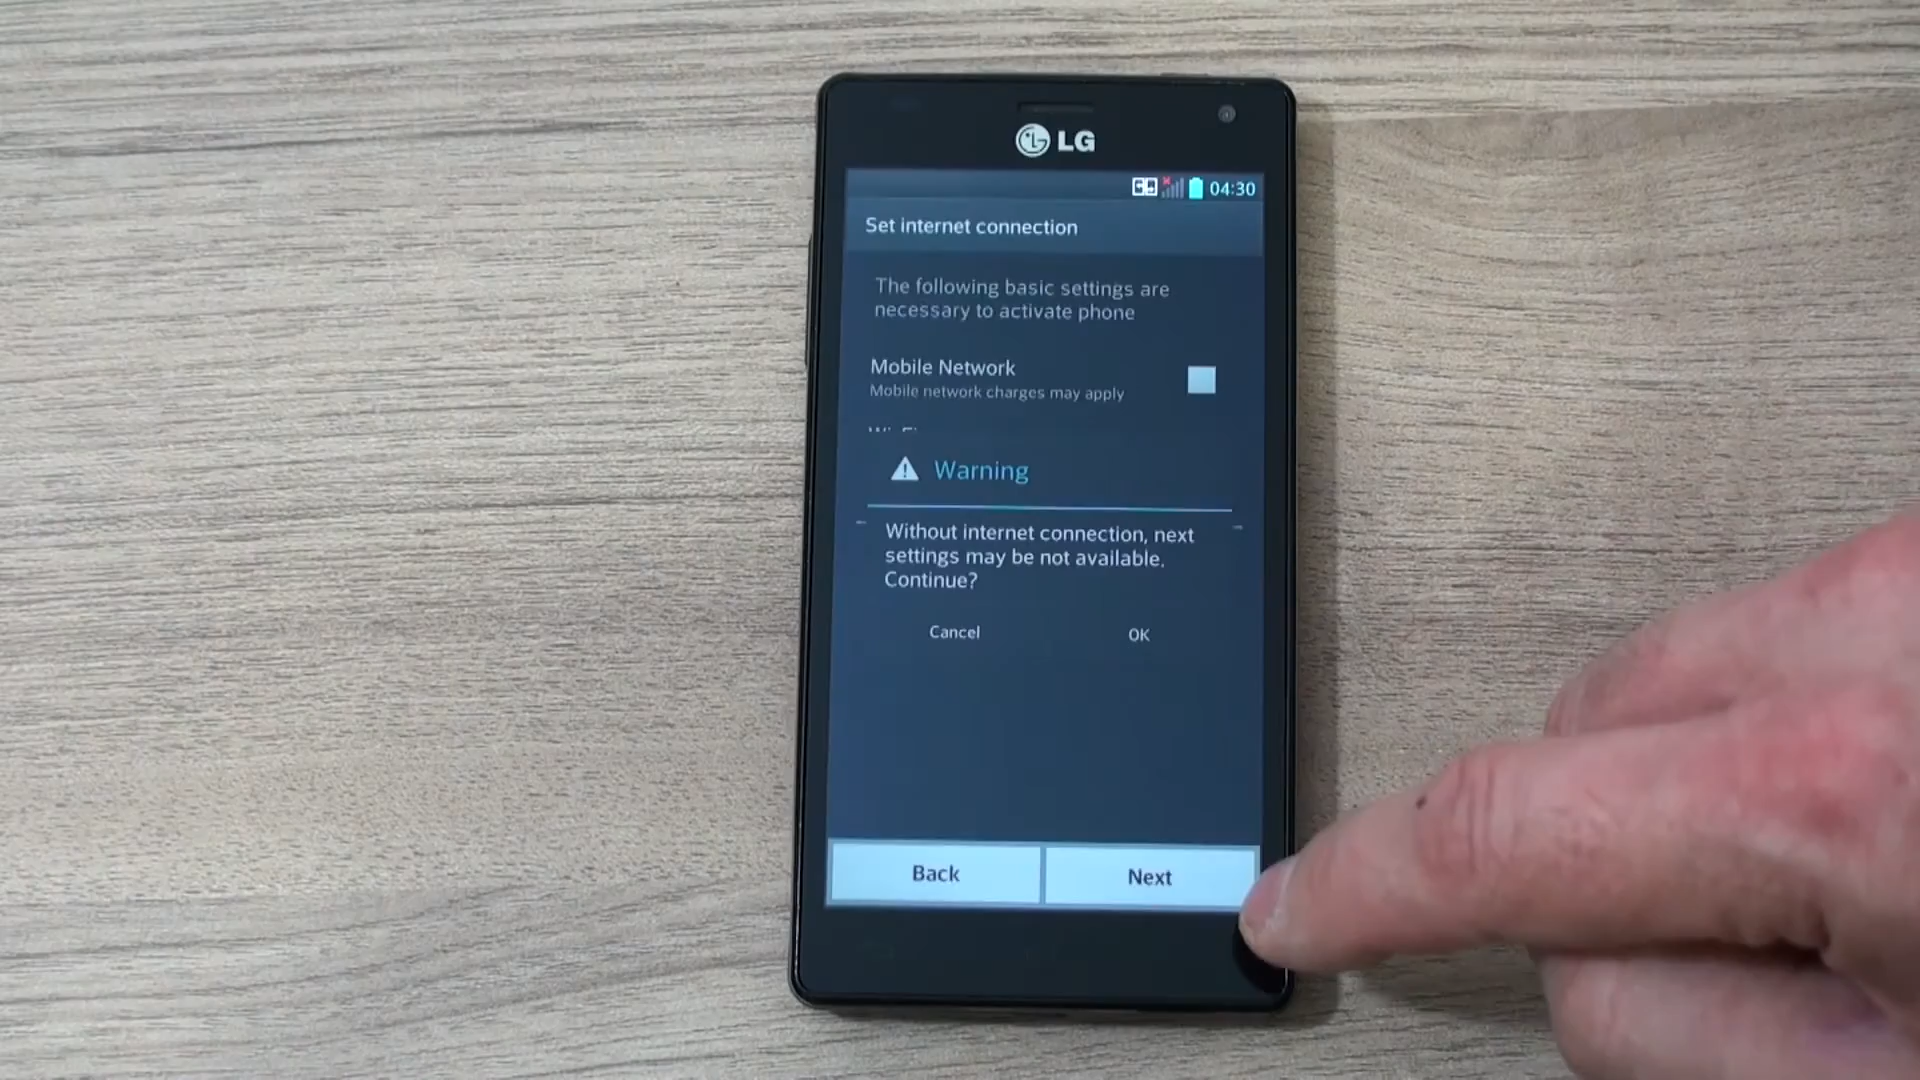 LG
04:30
Set internet connection
The following basic settings are
necessary to activate phone
Mobile Network
Mobile network charges may apply
Warning
Without internet connection, next
settings may be not available.
Continue?
Cancel OK
Back Next